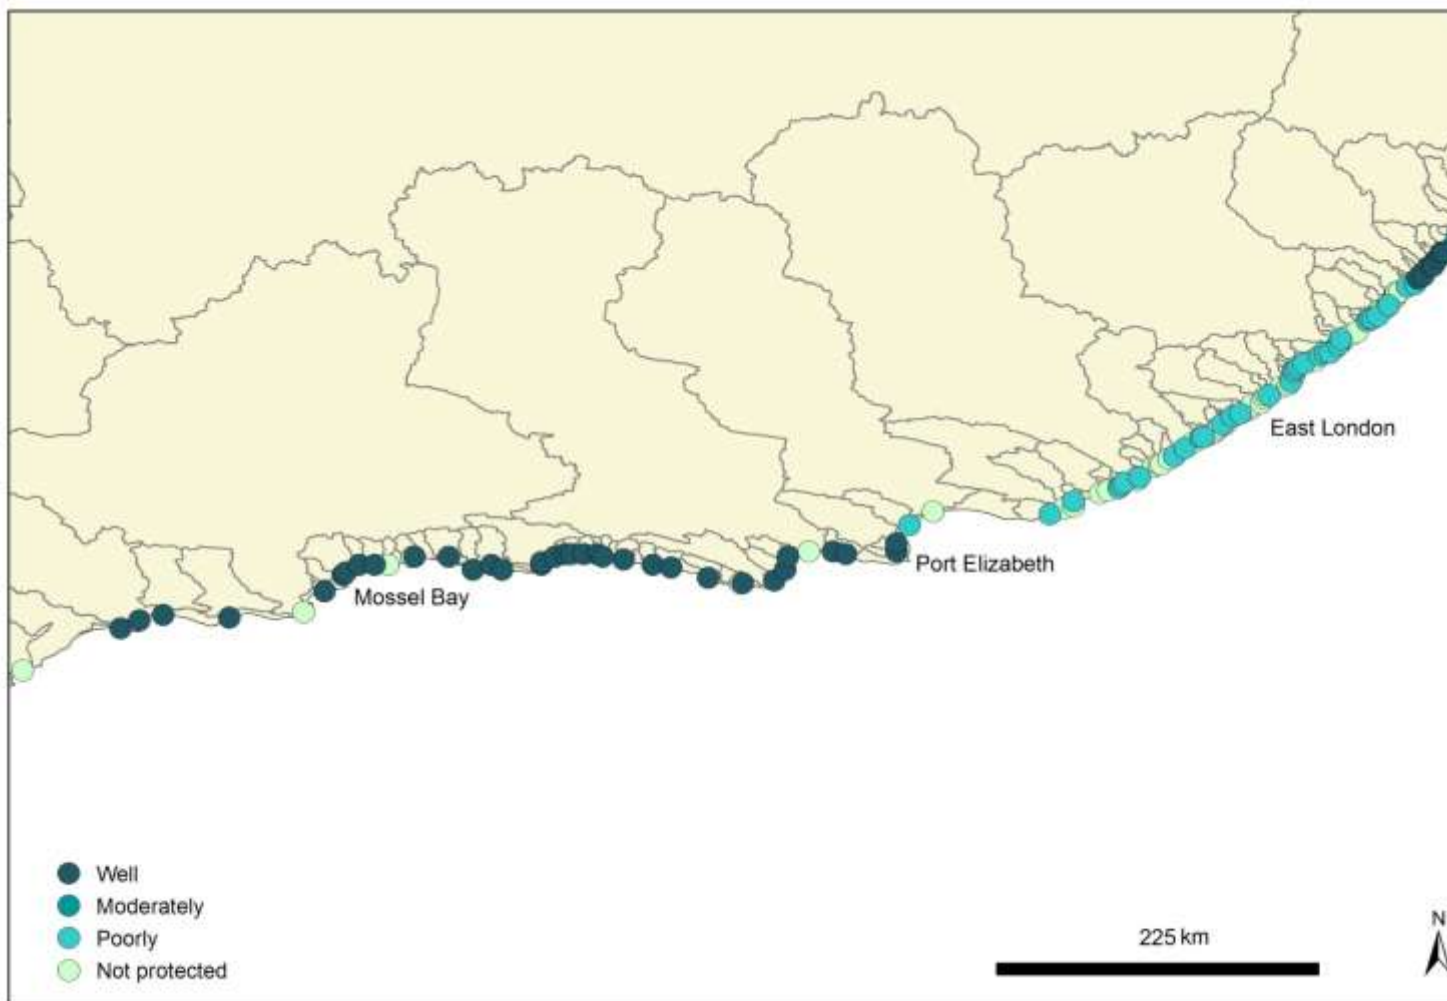 East London
Port Elizabeth
Mossel Bay
Well
Moderately
Poorly
Not protected
225 km
N